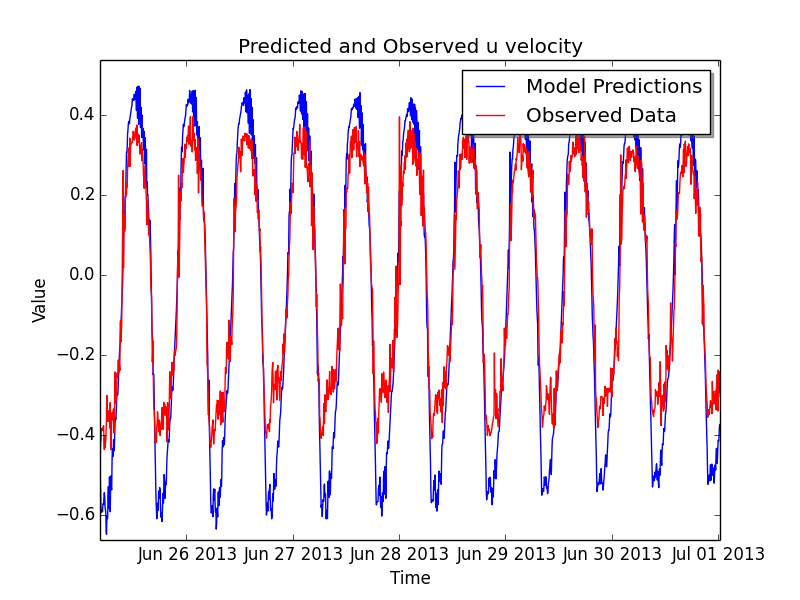 Predicted and Observed u velocity
Model Predictions
Observed Data
0.4
0.2
0.0
−0.2
−0.4
−0.6
Value
Jun 26 2013 Jun 27 2013 Jun 28 2013 Jun 29 2013 Jun 30 2013 Jul 01 2013
Time